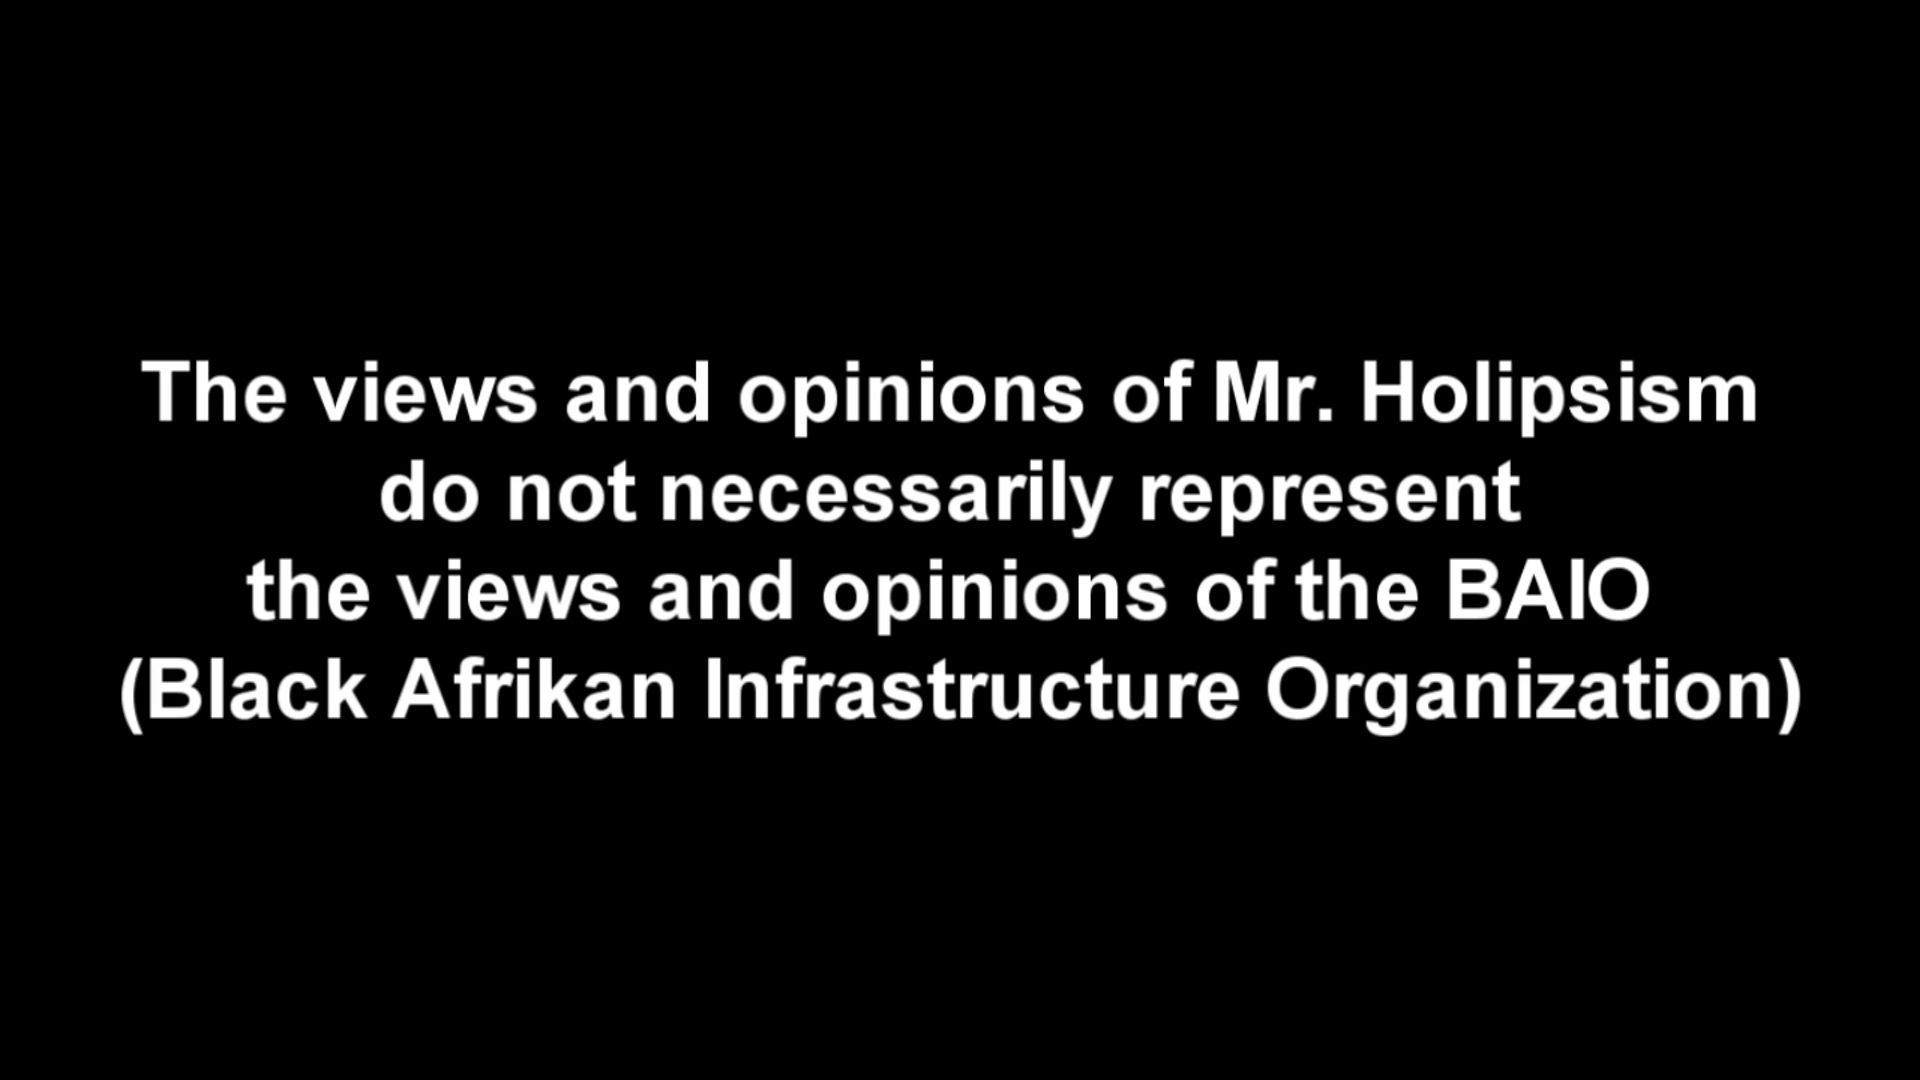 The views and opinions of Mr. Holipsism
do not necessarily represent
the views and opinions of the BAIO
(Black Afrikan Infrastructure Organization)